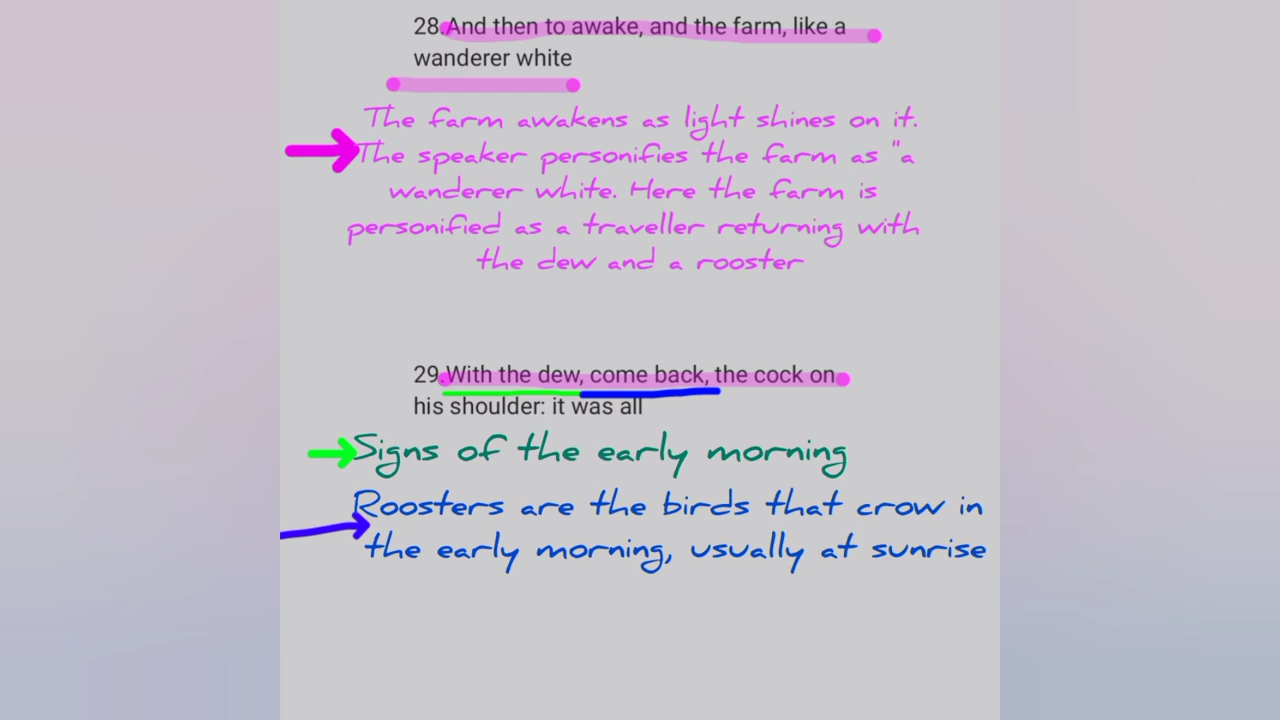 28.And then to awake, and the farm, like a
wanderer white
The farm awakens as light shines on it.
The speaker personifies the farm as "a
wanderer white. Here the farm is
personified as a traveller returning with
the dew and a rooster
29.With the dew, come back, the cock on
his shoulder: it was all
Signs of the early morning
Roosters are the birds that crow in
the early morning, usually at sunrise